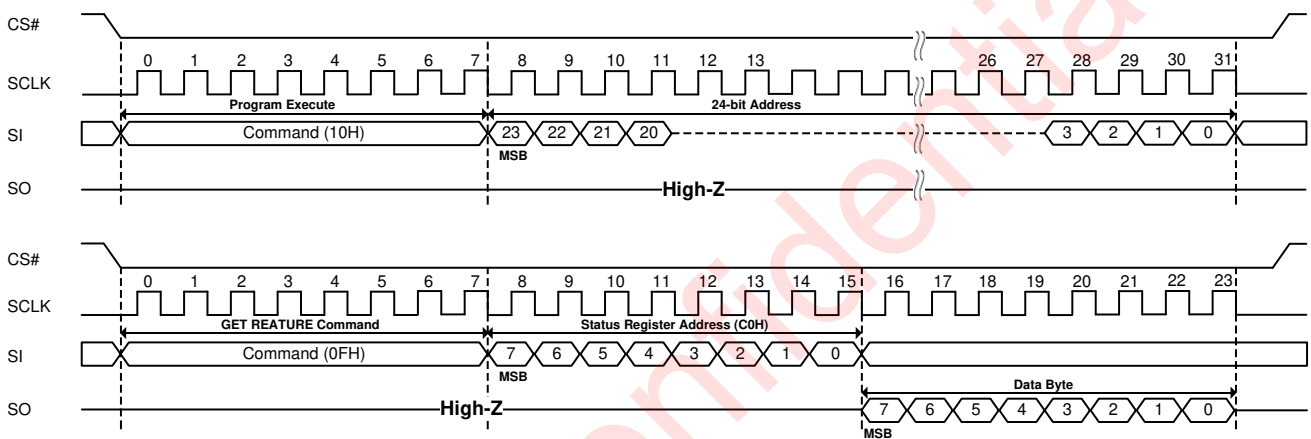 CS#
0 1 2 3 4 5 6 7 8 9 10 11 12 13 26 27 28 29 30 31
SCLK
Program Execute 24-bit Address
SI Command (10H) 23 22 21 20 3 2 1 0
MSB
SO High-Z
CS#
0 1 2 3 4 5 6 7 8 9 10 11 12 13 14 15 16 17 18 19 20 21 22 23
SCLK
GET REATURE Command Status Register Address (C0H)
SI Command (0FH) 7 6 5 4 3 2 1 0
MSB
Data Byte
SO High-Z 7 6 5 4 3 2 1 0
MSB
onfidentia